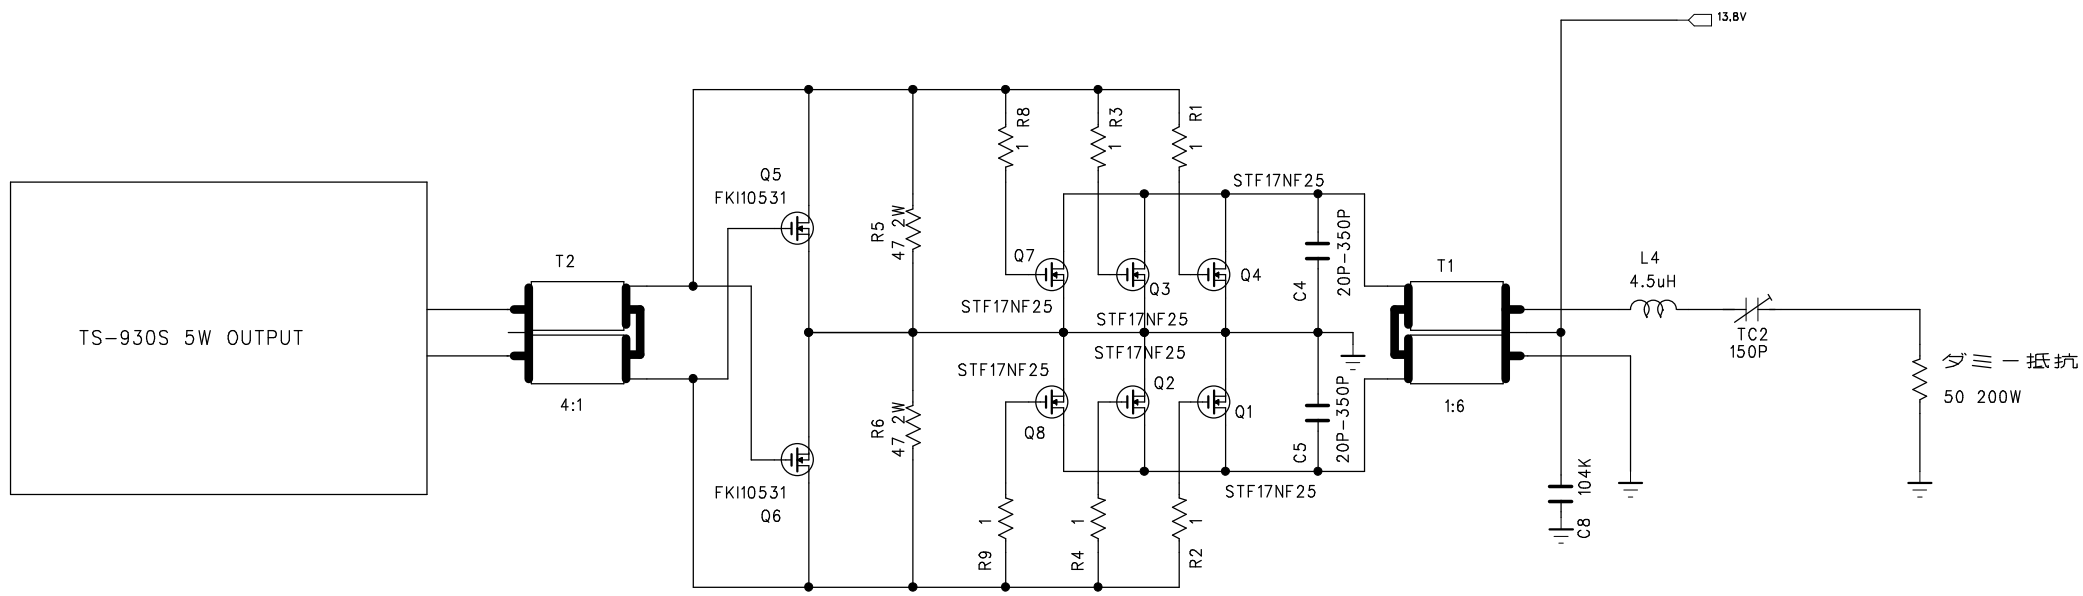 13.8V
R8
1
R3
1
R1
1
Q5
FKI10531
STF17NF25
R5
47 2W
20P-350P
C4
T2
Q7
Q3
Q4
STF17NF25
STF17NF25
T1
L4
4.5uH
TS-930S 5W OUTPUT
TC2
150P
STF17NF25
STF17NF25
Q2
Q1
Q8
4:1
1:6
ダミー抵抗
50 200W
R6
47 2W
20P-350P
C5
FKI10531
Q6
STF17NF25
104K
C8
1
R9
1
R4
1
R2